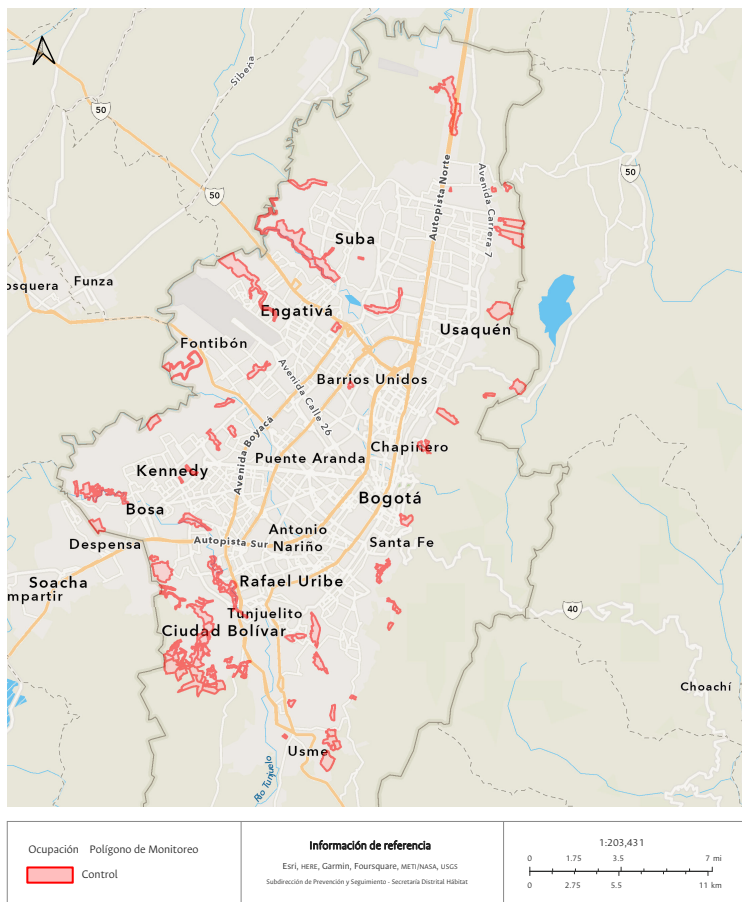 Siberia
50
50
50
Autopista Norte
Avenida Carrera 7
Suba
osquera
Funza
Engativá
Usaquén
Fontibón
Avenida Calle 26
Barrios Unidos
Avenida Boyacá
Chapinero
Puente Aranda
Kennedy
Bogotá
Bosa
Antonio
Nariño
Despensa
Autopista Sur
Santa Fe
Soacha
mpartir
Rafael Uribe
40
Tunjuelito
Ciudad Bolívar
Choachí
Usme
Río Tunjuelo
Ocupación Polígono de Monitoreo
Control
Información de referencia
Esri, HERE, Garmin, Foursquare, METI/NASA, USGS
Subdirección de Prevención y Seguimiento - Secretaría Distrital Hábitat
1:203,431
0 1.75 3.5 7 mi
0 2.75 5.5 11 km